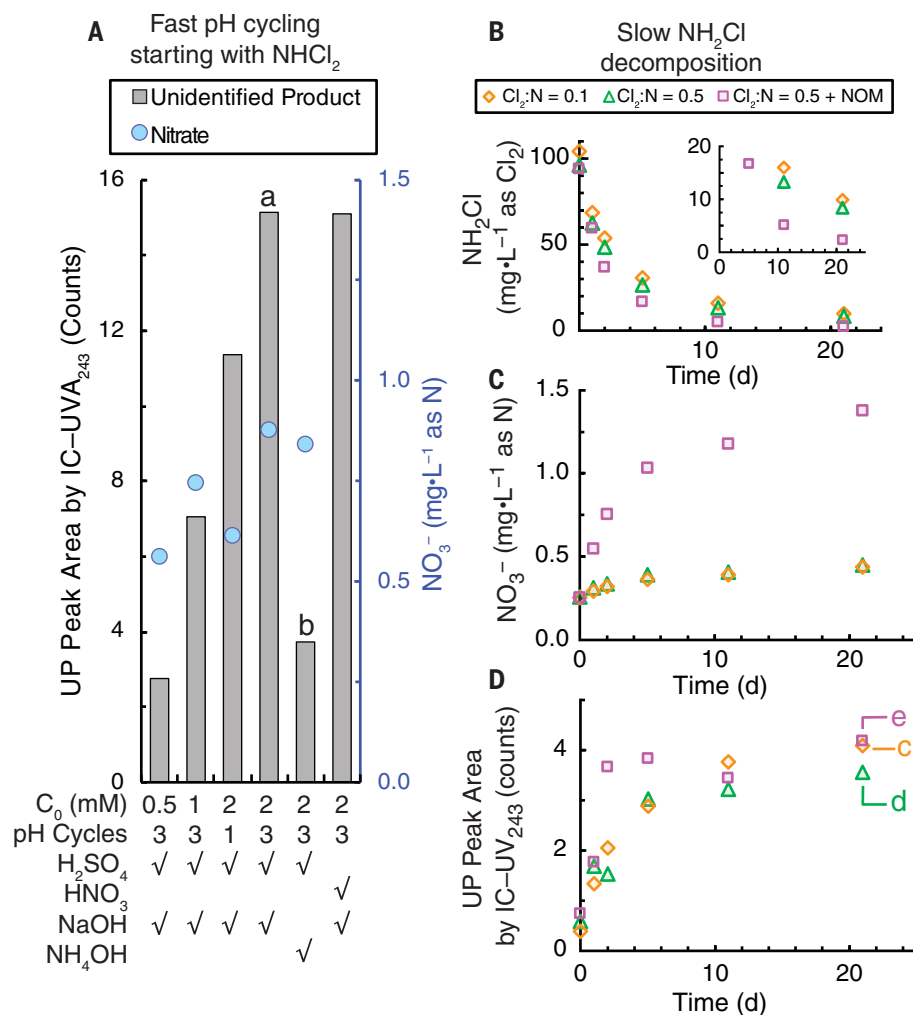 A
Fast pH cycling
starting with NHCl₂
Unidentified Product
Nitrate
UP Peak Area by IC–UVA₂₄₃ (Counts)
16
12
8
4
0
a
b
1.5
1.0
0.5
0.0
NO₃⁻ (mg•L⁻¹ as N)
C₀ (mM) 0.5 1 2 2 2 2
pH Cycles 3 3 1 3 3 3
H₂SO₄ √ √ √ √ √
HNO₃ √
NaOH √ √ √ √ √
NH₄OH √
B
Slow NH₂Cl
decomposition
Cl₂:N = 0.1 Cl₂:N = 0.5 Cl₂:N = 0.5 + NOM
NH₂Cl
(mg•L⁻¹ as Cl₂)
100
50
0
20
10
0
0 10 20
0 10 20
Time (d)
C
NO₃⁻ (mg•L⁻¹ as N)
1.5
1.0
0.5
0.0
0 10 20
Time (d)
D
UP Peak Area
by IC–UV₂₄₃ (counts)
4
2
0
e
c
d
0 10 20
Time (d)